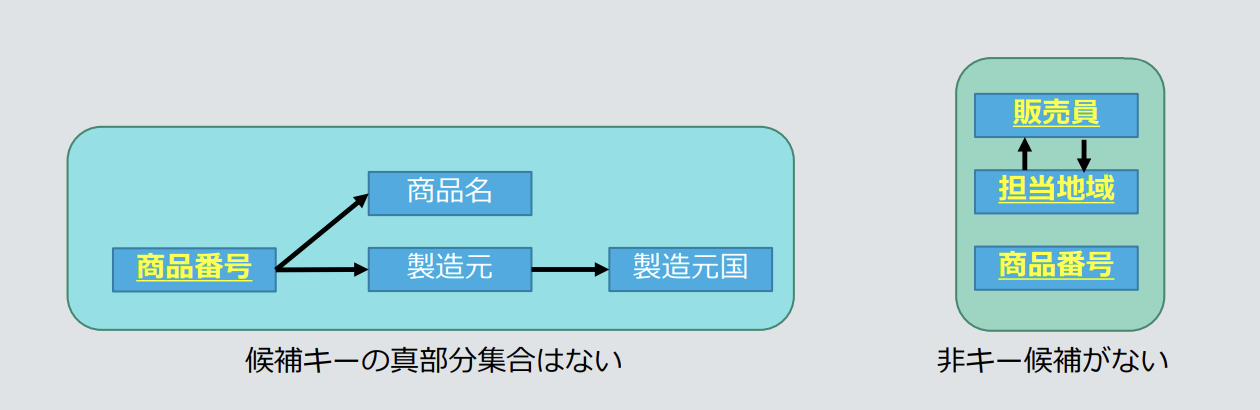 商品名
商品番号
製造元
製造元国
候補キーの真部分集合はない
販売員
担当地域
商品番号
非キー候補がない